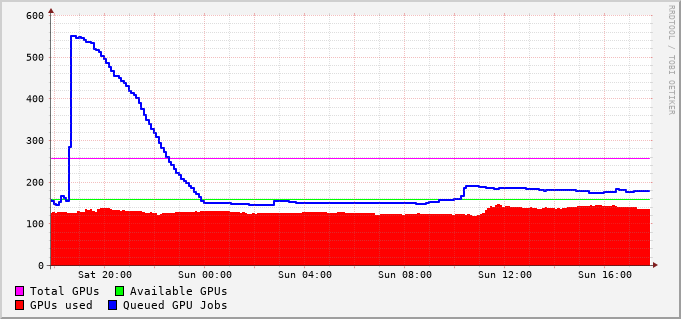 600
500
400
300
200
100
0
Sat 20:00 Sun 00:00 Sun 04:00 Sun 08:00 Sun 12:00 Sun 16:00
Total GPUs Available GPUs
GPUs used Queued GPU Jobs
RRDTOOL / TOBI OETIKER